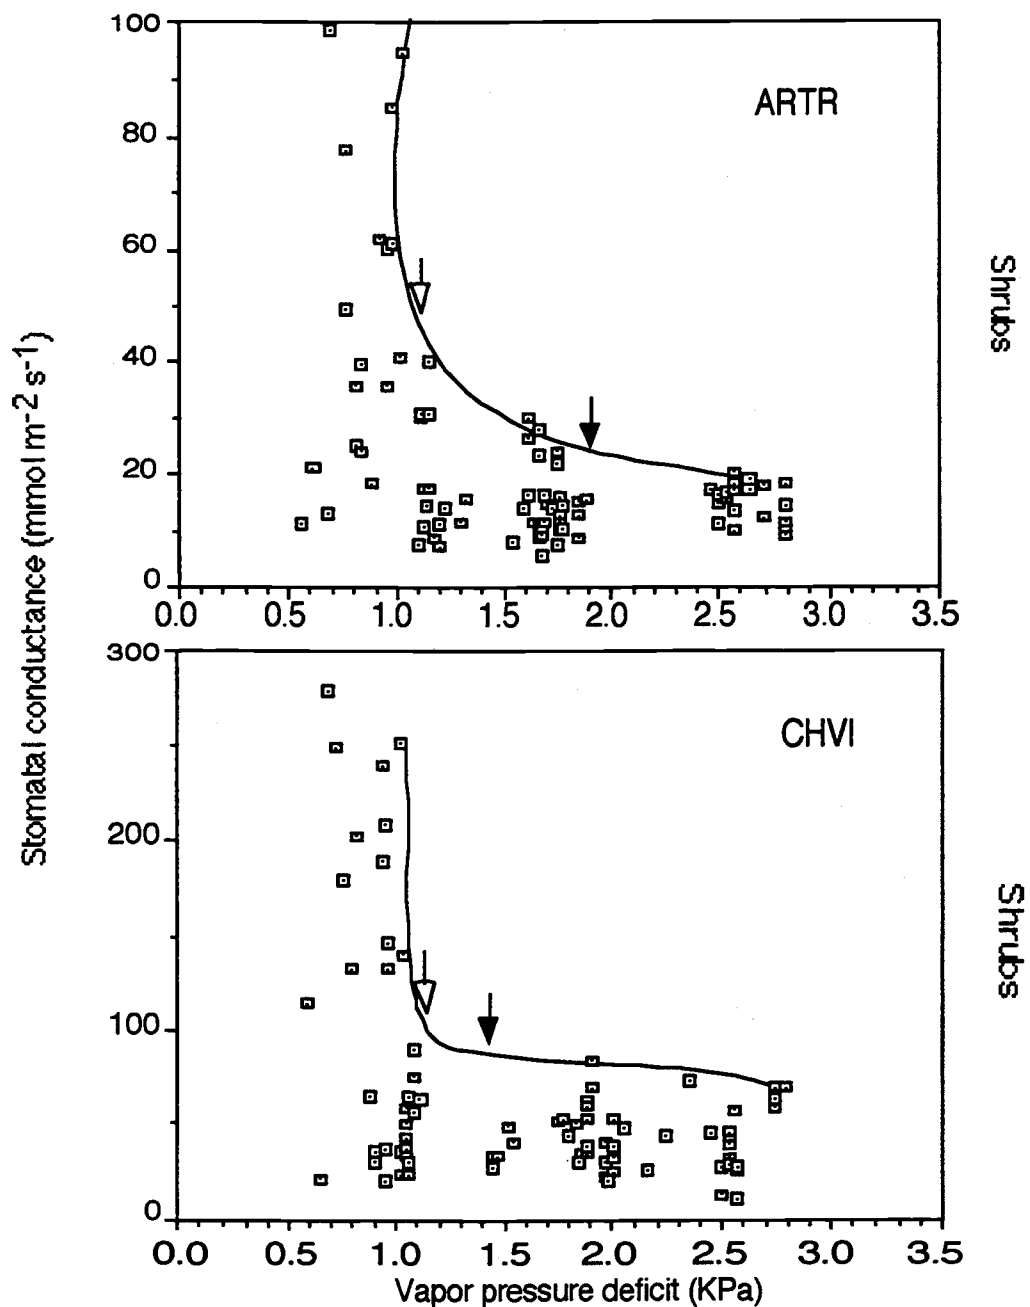 Stomatal conductance (mmol m-2 s-1)
100
80
60
40
20
0
ARTR
Shrubs
0.0 0.5 1.0 1.5 2.0 2.5 3.0 3.5
300
200
100
0
CHVI
Shrubs
0.0 0.5 1.0 1.5 2.0 2.5 3.0 3.5
Vapor pressure deficit (KPa)